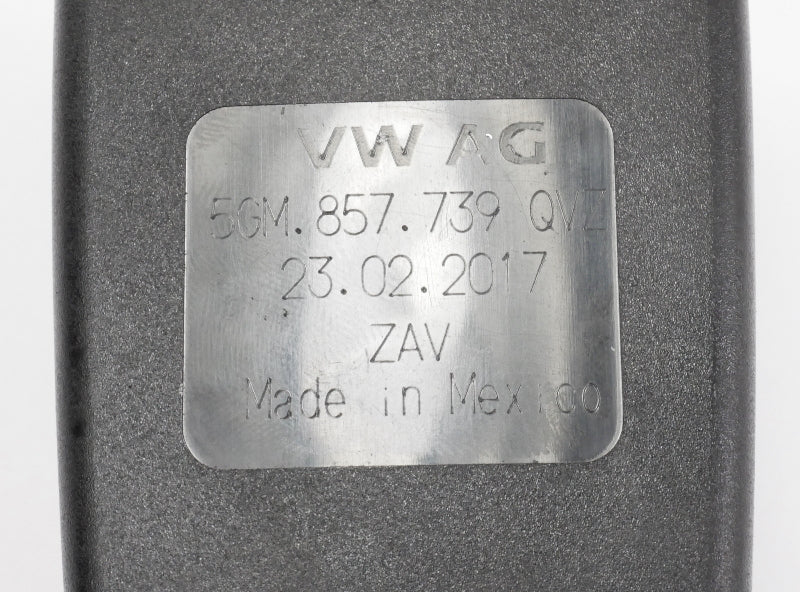 VW AG
5GM.857.739 QVZ
23.02.2017
ZAV
Made in Mexico